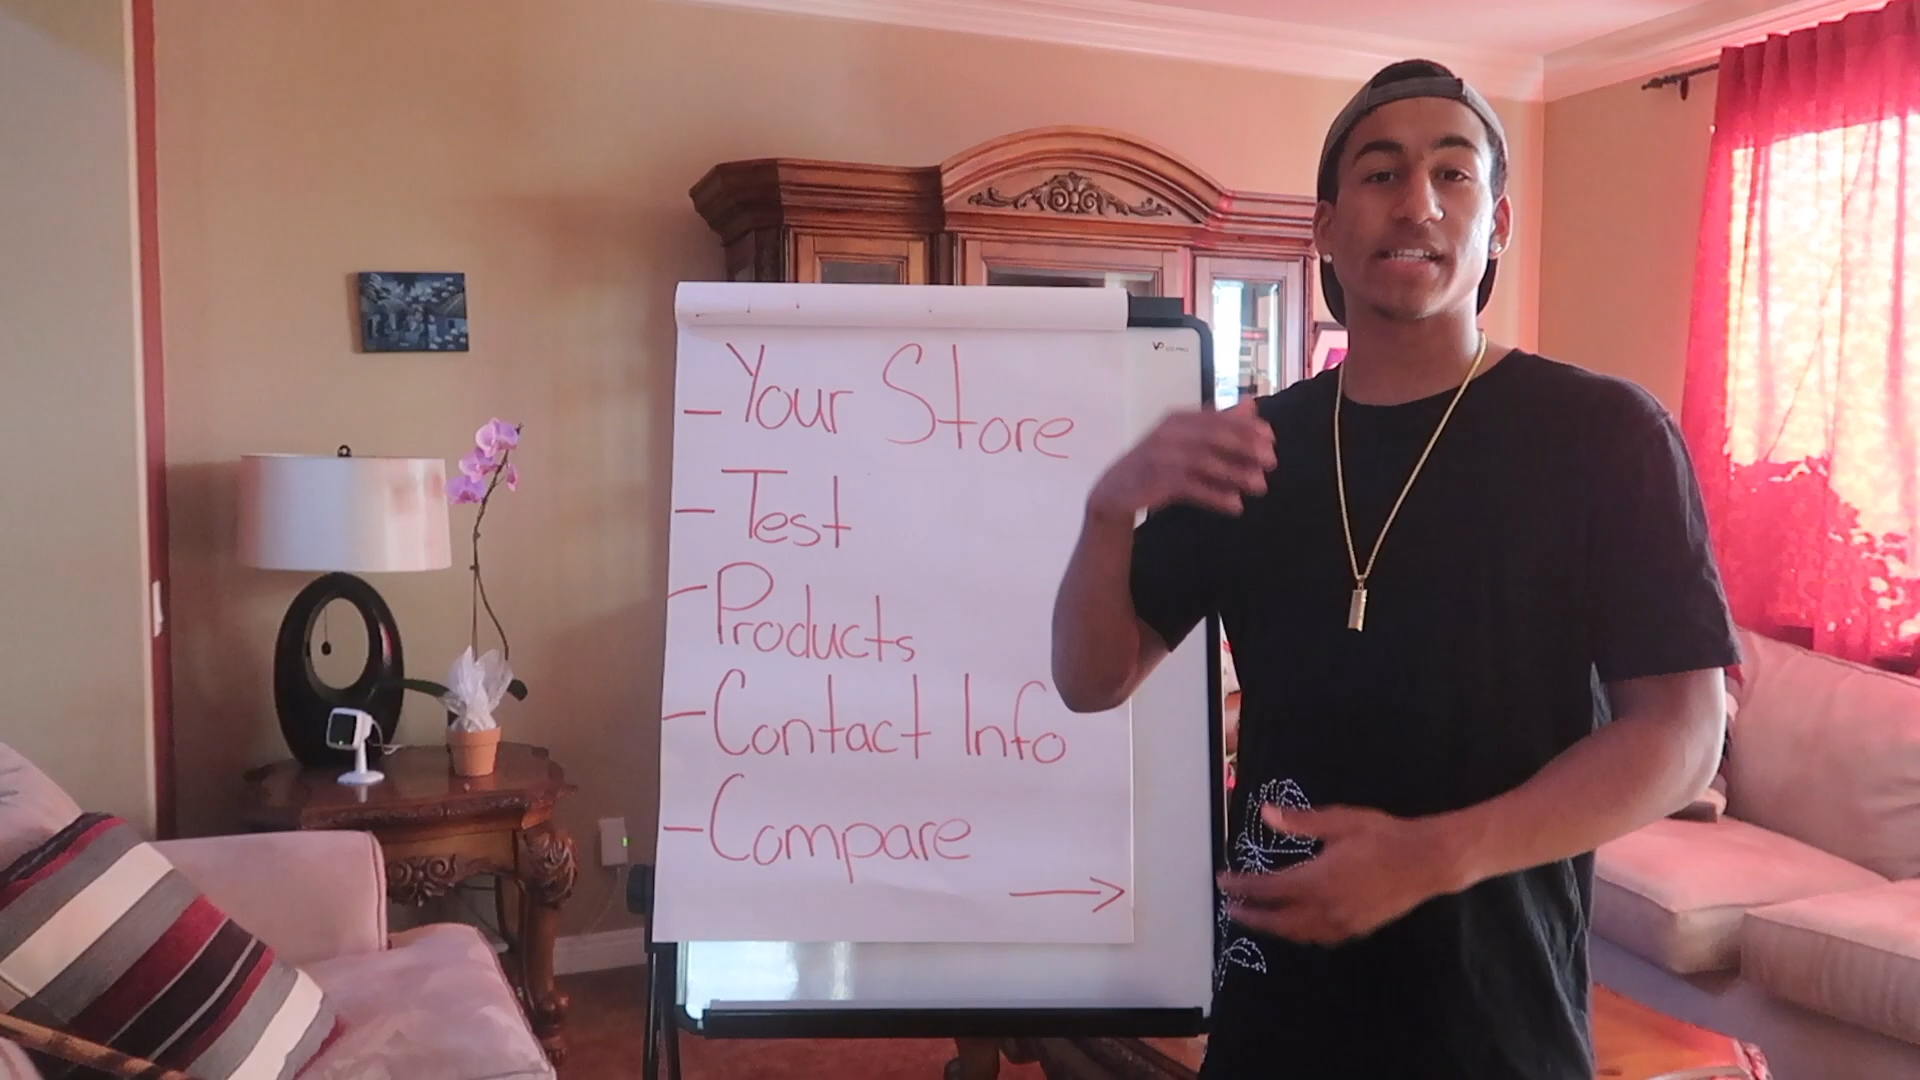 - Your Store
- Test
- Products
- Contact Info
- Compare